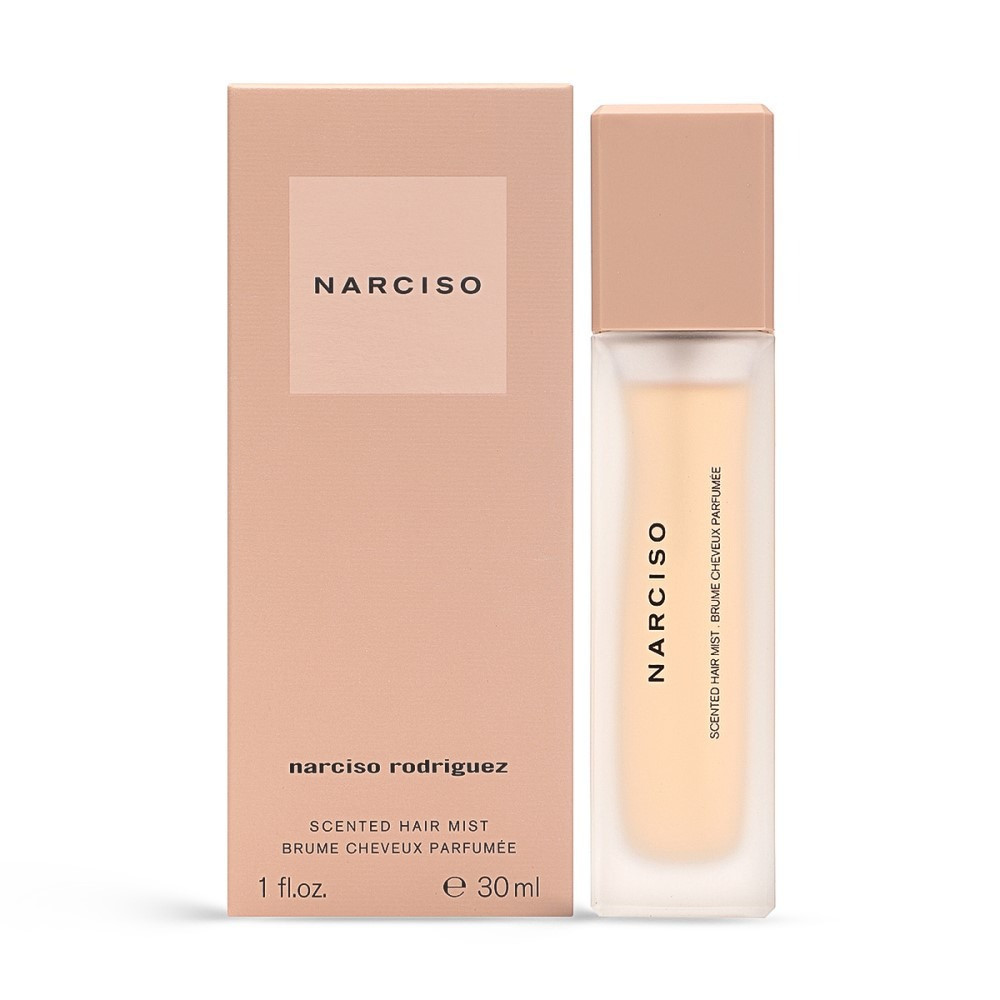 NARCISO
narciso rodriguez
SCENTED HAIR MIST
BRUME CHEVEUX PARFUMÉE
1 fl.oz. ℮ 30 ml
NARCISO
SCENTED HAIR MIST . BRUME CHEVEUX PARFUMÉE